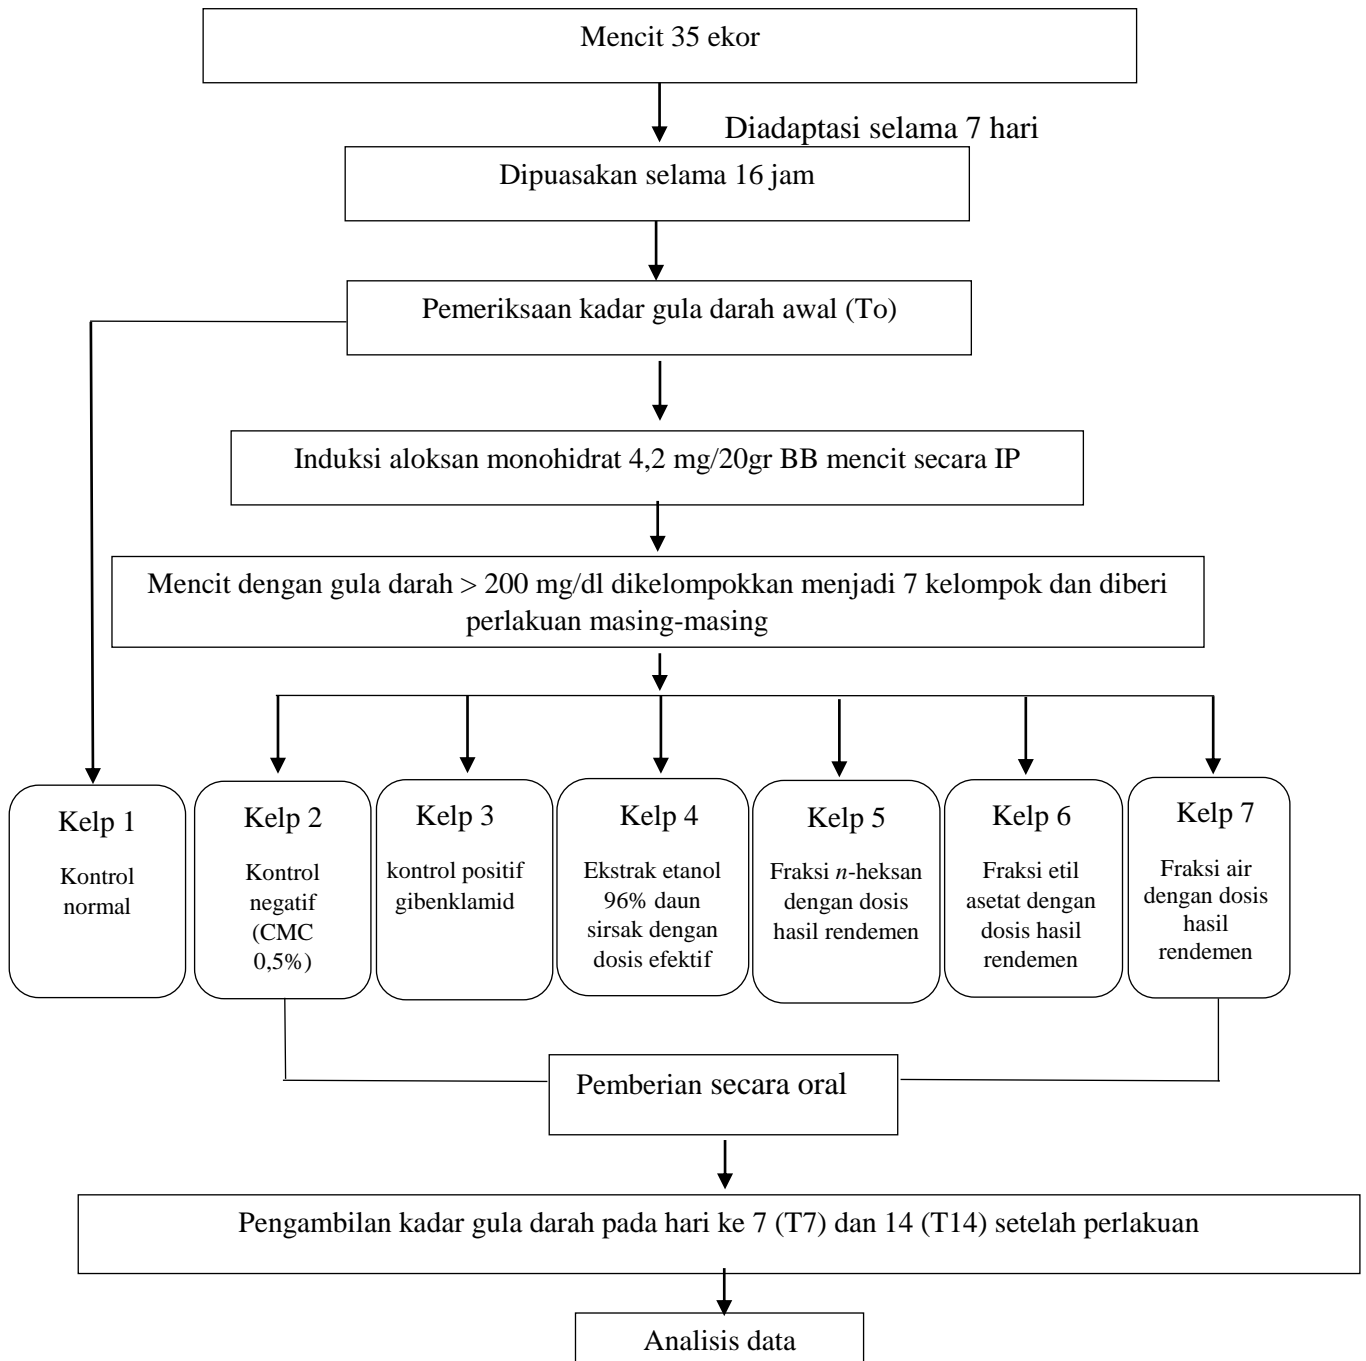 Mencit 35 ekor
Diadaptasi selama 7 hari
Dipuasakan selama 16 jam
Pemeriksaan kadar gula darah awal (To)
Induksi aloksan monohidrat 4,2 mg/20gr BB mencit secara IP
Mencit dengan gula darah > 200 mg/dl dikelompokkan menjadi 7 kelompok dan diberi
perlakuan masing-masing
Kelp 1
Kontrol
normal
Kelp 2
Kontrol
negatif
(CMC
0,5%)
Kelp 3
kontrol positif
gibenklamid
Kelp 4
Ekstrak etanol
96% daun
sirsak dengan
dosis efektif
Kelp 5
Fraksi n-heksan
dengan dosis
hasil rendemen
Kelp 6
Fraksi etil
asetat dengan
dosis hasil
rendemen
Kelp 7
Fraksi air
dengan dosis
hasil
rendemen
Pemberian secara oral
Pengambilan kadar gula darah pada hari ke 7 (T7) dan 14 (T14) setelah perlakuan
Analisis data